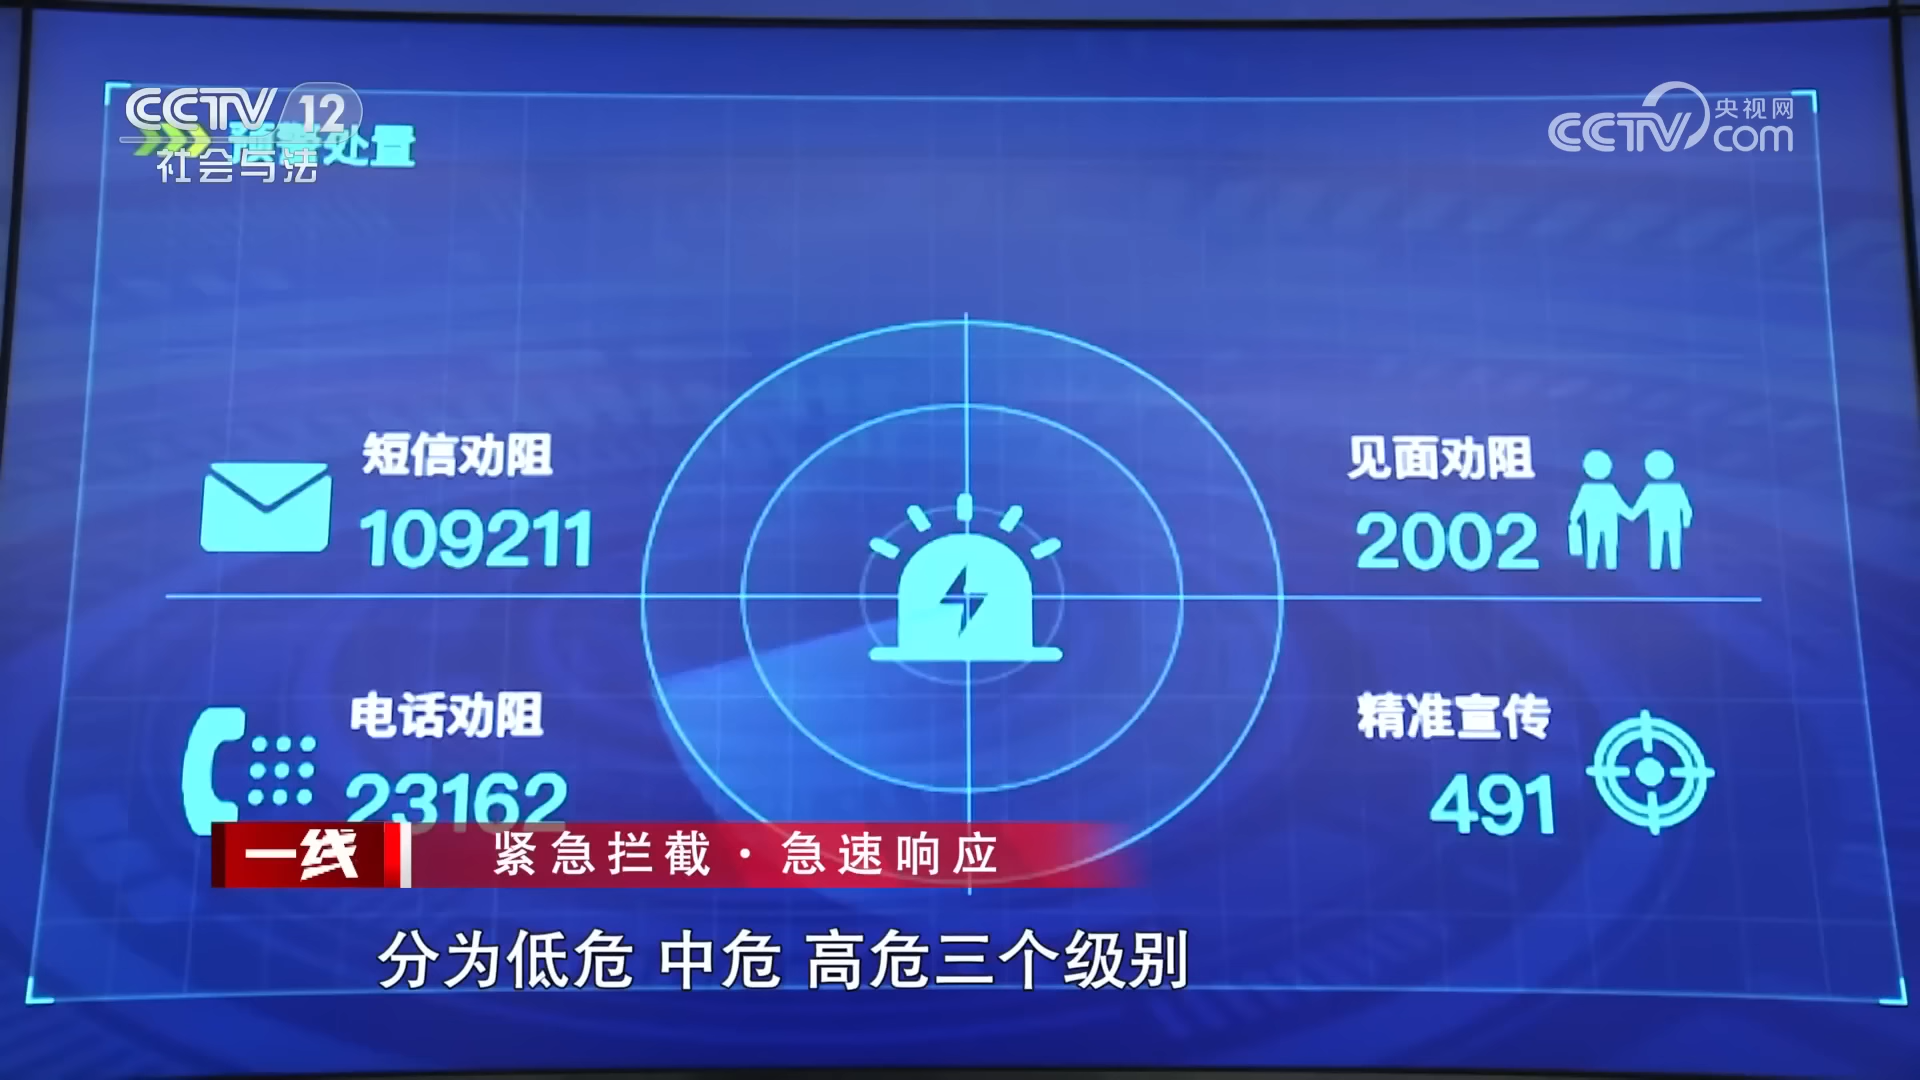 CCTV 12
社会与法
预警处置
CCTV 央视网
com
短信劝阻
109211
见面劝阻
2002
电话劝阻
23162
精准宣传
491
一线 紧急拦截·急速响应
分为低危 中危 高危三个级别